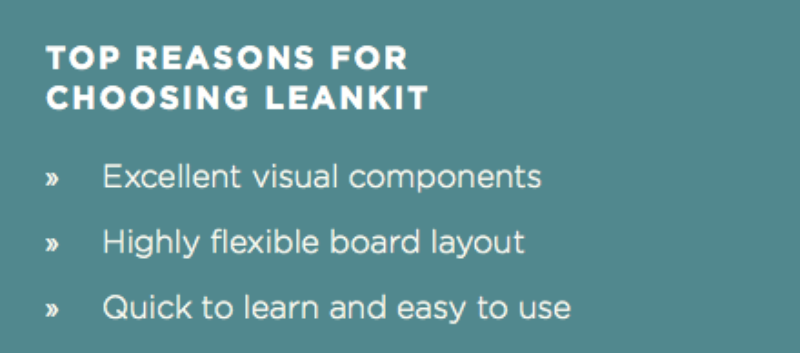 TOP REASONS FOR
CHOOSING LEANKIT
» Excellent visual components
» Highly flexible board layout
» Quick to learn and easy to use